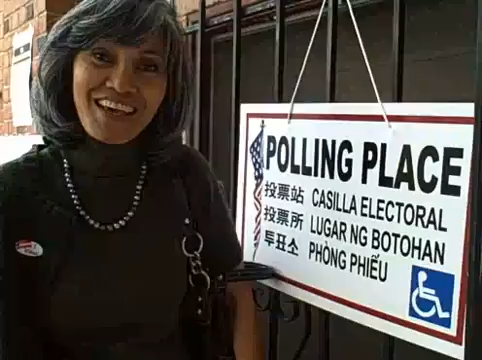 POLLING PLACE
投票站 CASILLA ELECTORAL
投票所 LUGAR NG BOTOHAN
투표소 PHÒNG PHIẾU